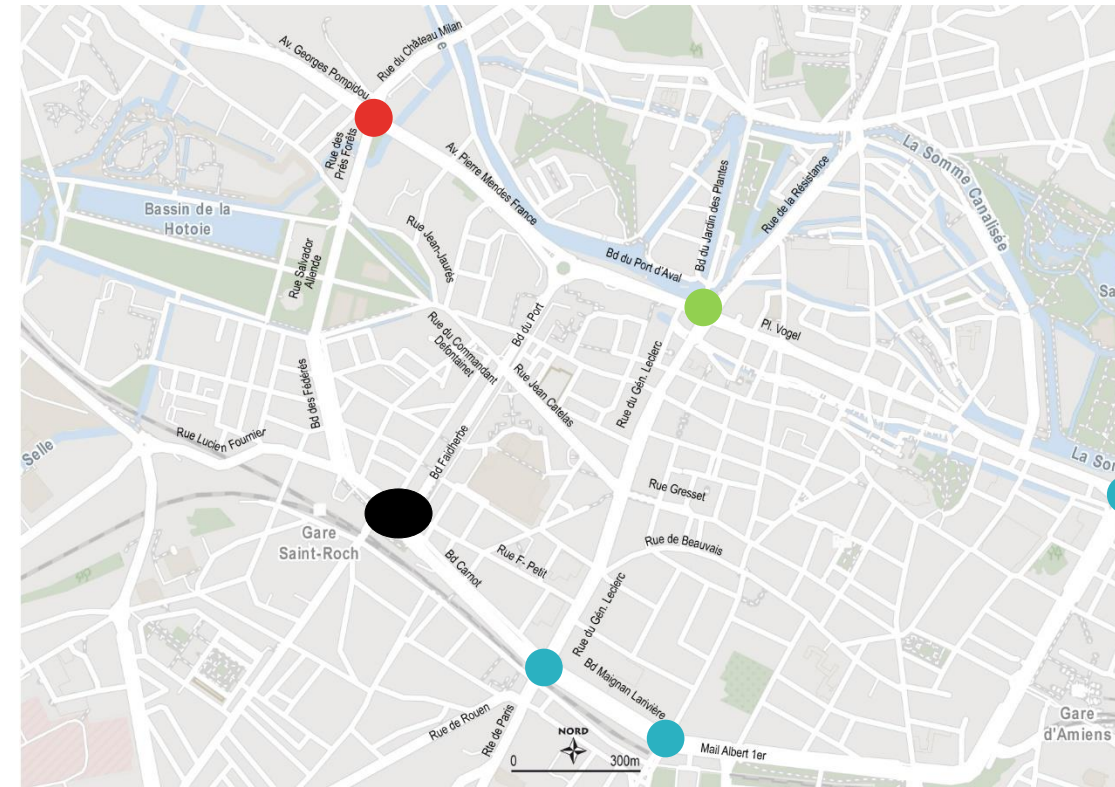 Av. Georges Pompidou
Rue du Château Milan
Rue des
Près Forêts
Av. Pierre Mendes France
La Somme Canalisée
Bassin de la
Hotoie
Rue Salvador
Allende
Rue Jean-Jaurés
Bd du Port d'Aval
Bd du Jardin des Plantes
Rue de la Résistance
Sa
Bd du Port
Pl. Vogel
Rue du Commandant
Defontainet
Rue Jean Catelas
Rue du Gén. Leclerc
Bd des Fédérés
Rue Lucien Fournier
Selle
Bd Faidherbe
La Som
Rue Gresset
Gare
Saint-Roch
Rue F- Petit
Rue de Beauvais
Bd Carnot
Rue du Gén. Leclerc
Bd Maignan Larivière
Rue de Rouen
Rte de Paris
NORD
0 300m
Mail Albert 1er
Gare
d'Amiens